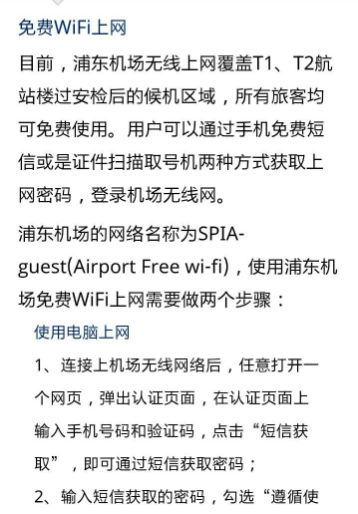 免费WiFi上网
目前，浦东机场无线上网覆盖T1、T2航
站楼过安检后的候机区域，所有旅客均
可免费使用。用户可以通过手机免费短
信或是证件扫描取号机两种方式获取上
网密码，登录机场无线网。
浦东机场的网络名称为SPIA-
guest(Airport Free wi-fi)，使用浦东机
场免费WiFi上网需要做两个步骤：
使用电脑上网
1、连接上机场无线网络后，任意打开一
个网页，弹出认证页面，在认证页面上
输入手机号码和验证码，点击“短信获
取”，即可通过短信获取密码；
2、输入短信获取的密码，勾选“遵循使